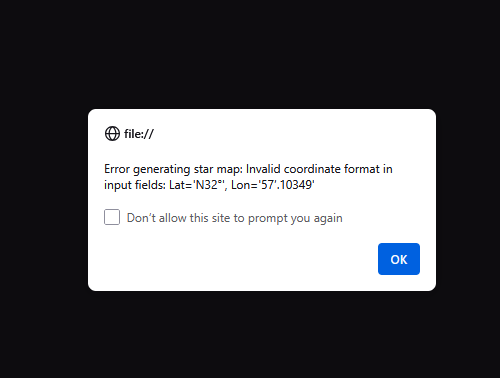 file://
Error generating star map: Invalid coordinate format in
input fields: Lat='N32°', Lon='57'.10349'
Don't allow this site to prompt you again
OK